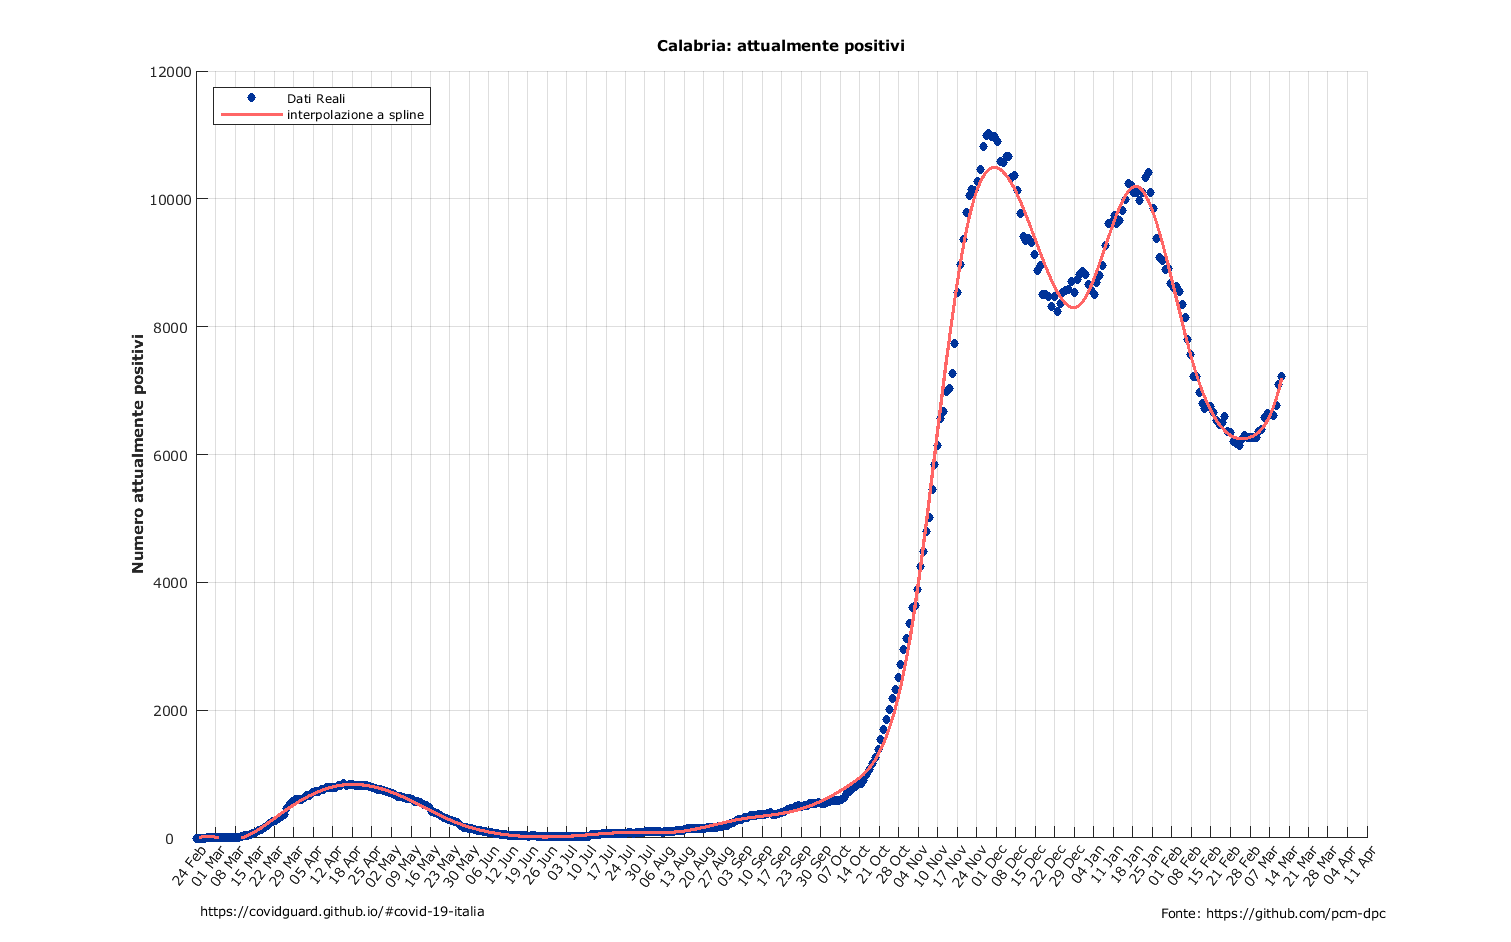 Calabria: attualmente positivi
Dati Reali
interpolazione a spline
Numero attualmente positivi
12000
10000
8000
6000
4000
2000
0
24 Feb
01 Mar
08 Mar
15 Mar
22 Mar
29 Mar
05 Apr
12 Apr
18 Apr
25 Apr
02 May
09 May
16 May
23 May
30 May
06 Jun
12 Jun
19 Jun
26 Jun
03 Jul
10 Jul
17 Jul
24 Jul
30 Jul
06 Aug
13 Aug
20 Aug
27 Aug
03 Sep
10 Sep
17 Sep
23 Sep
30 Sep
07 Oct
14 Oct
21 Oct
28 Oct
04 Nov
10 Nov
17 Nov
24 Nov
01 Dec
08 Dec
15 Dec
22 Dec
29 Dec
04 Jan
11 Jan
18 Jan
25 Jan
01 Feb
08 Feb
15 Feb
21 Feb
28 Feb
07 Mar
14 Mar
21 Mar
28 Mar
04 Apr
11 Apr
https://covidguard.github.io/#covid-19-italia
Fonte: https://github.com/pcm-dpc